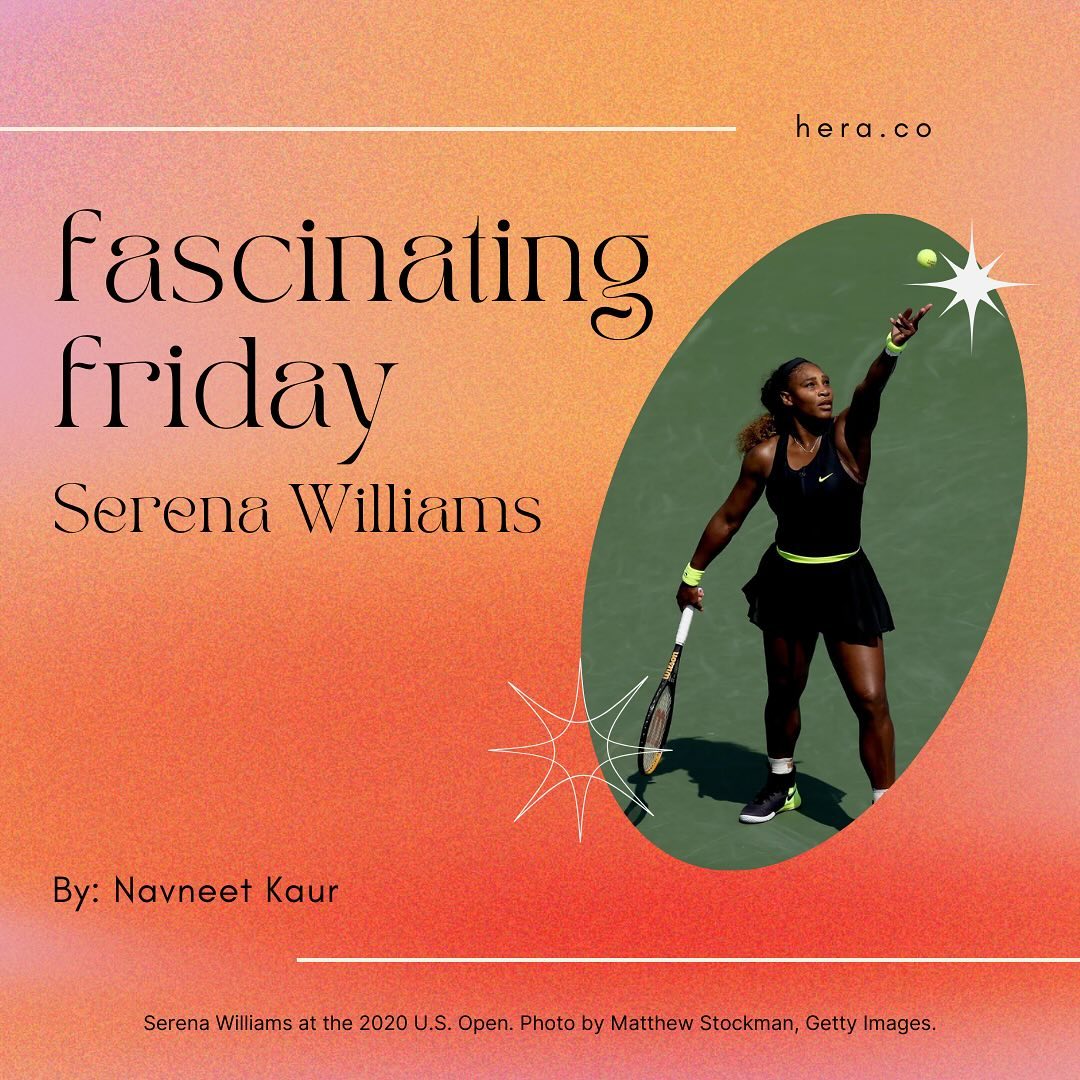 hera.co
fascinating
friday
Serena Williams
Wilson
By: Navneet Kaur
Serena Williams at the 2020 U.S. Open. Photo by Matthew Stockman, Getty Images.